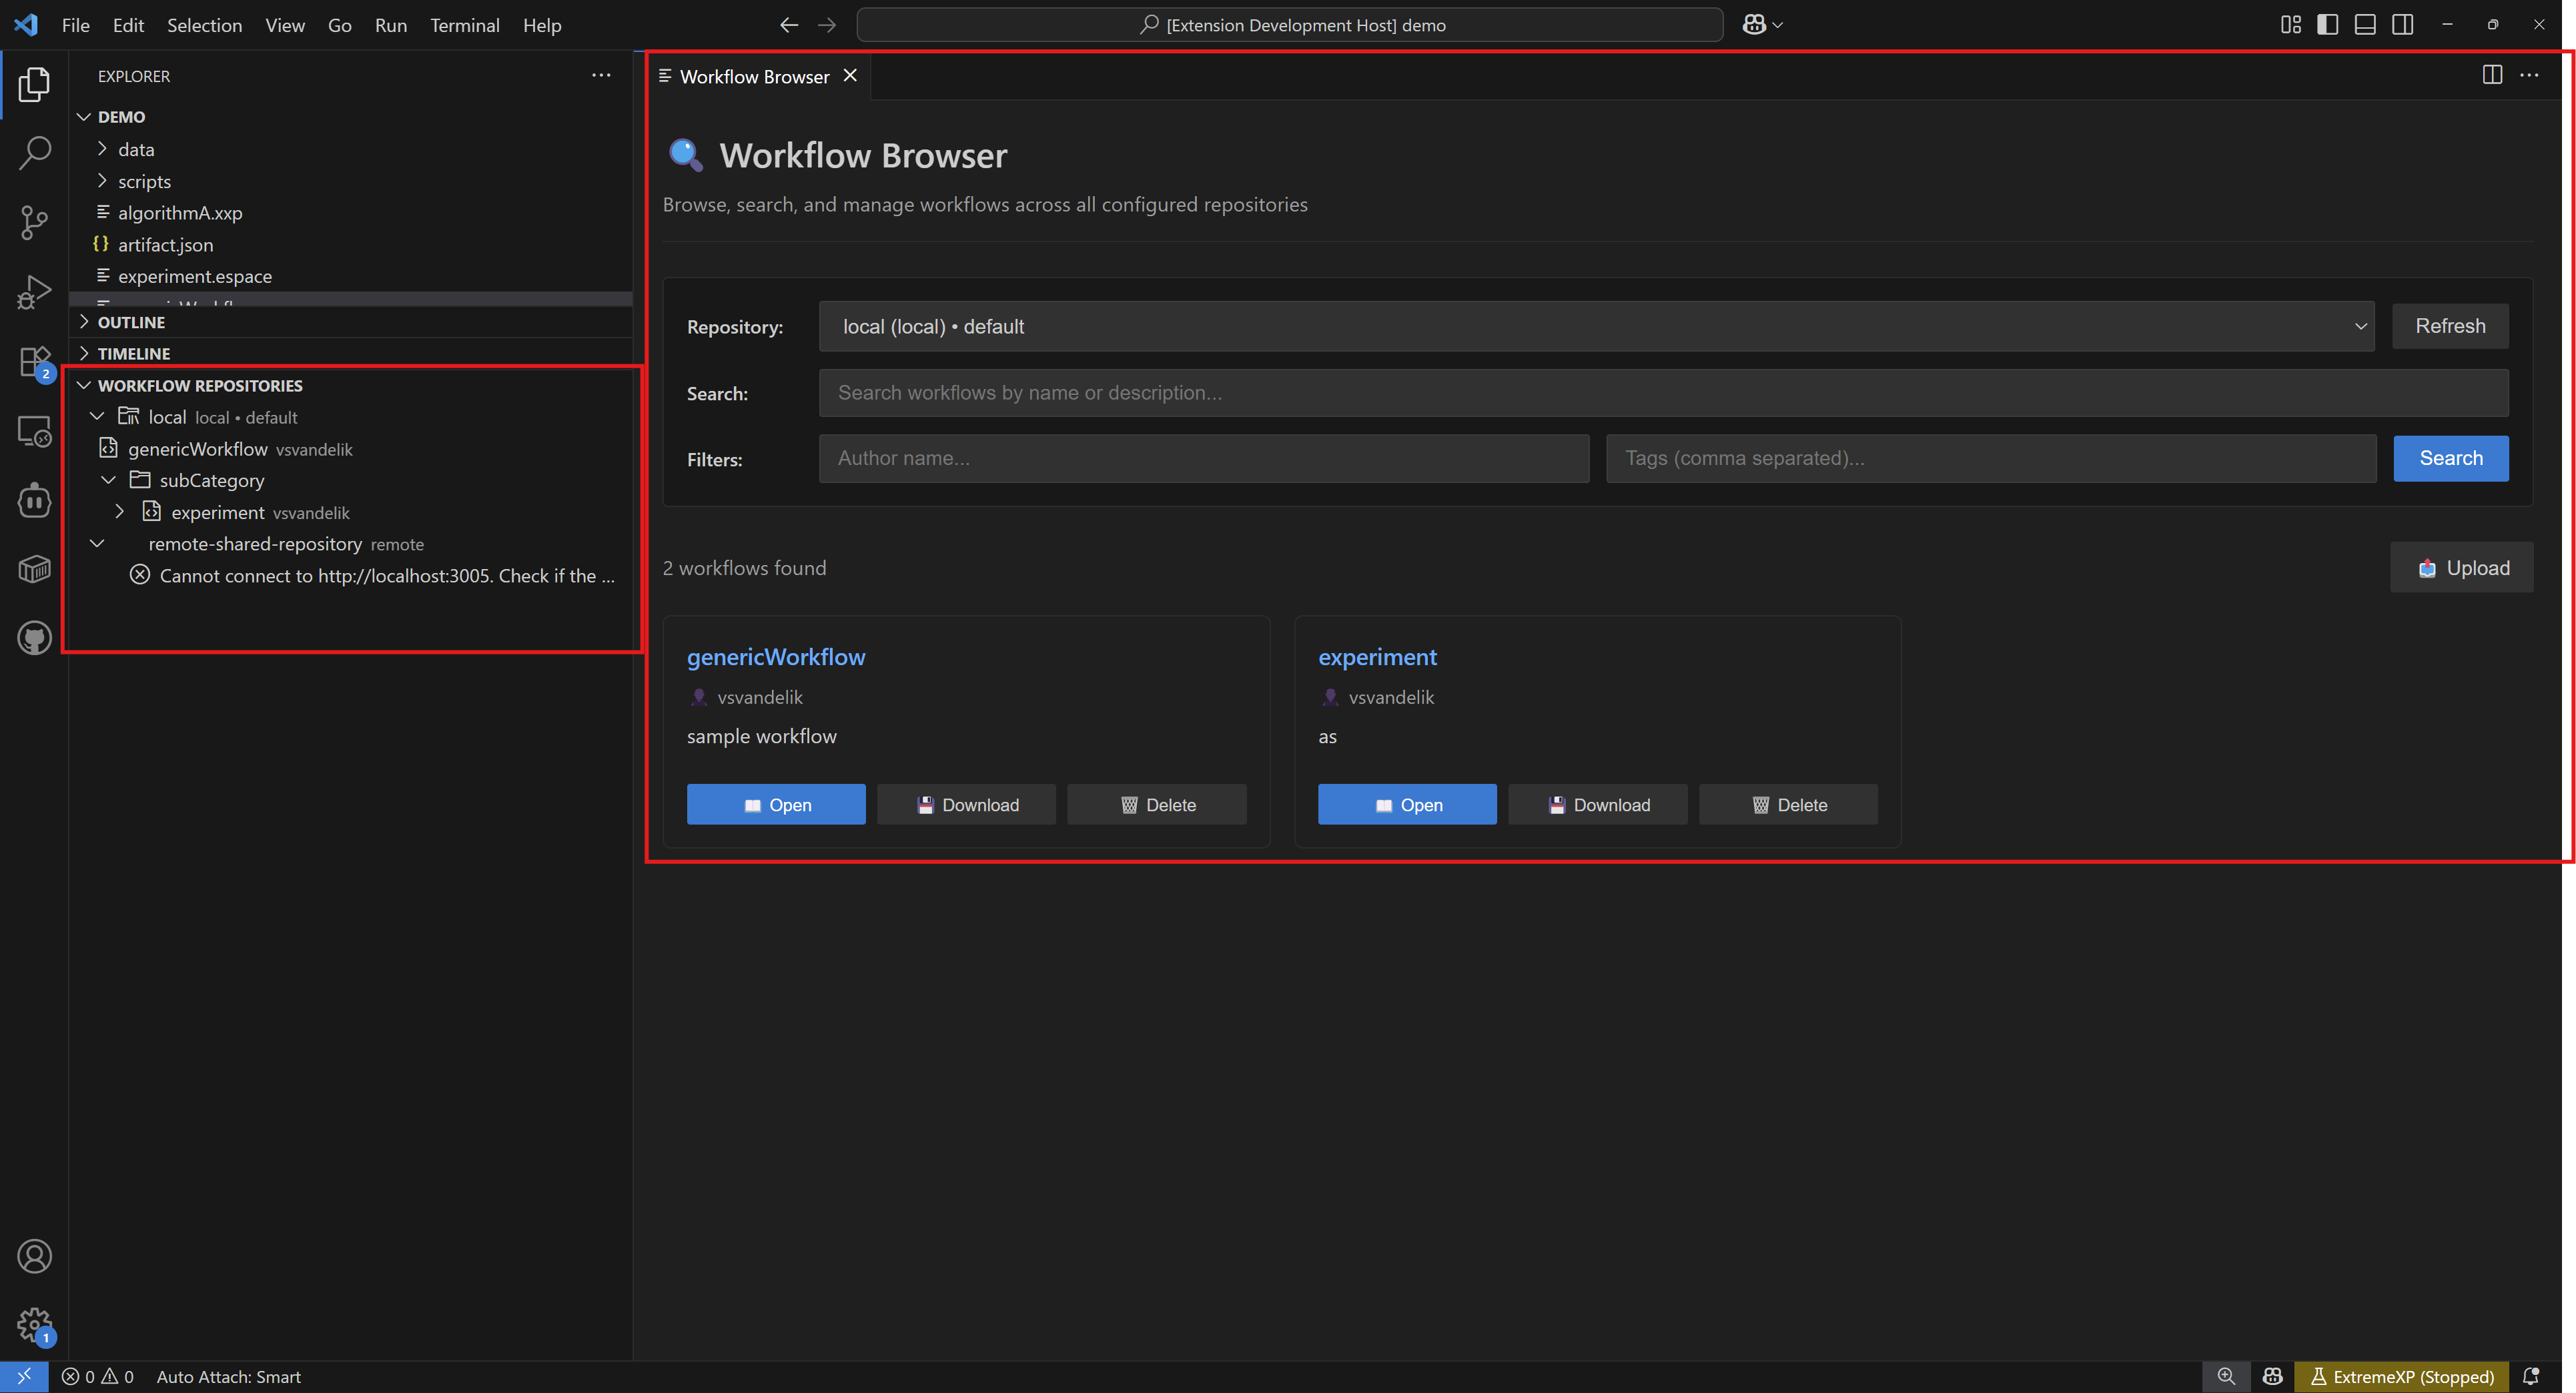 File Edit Selection View Go Run Terminal Help
[Extension Development Host] demo
EXPLORER
DEMO
data
scripts
algorithmA.xxp
artifact.json
experiment.espace
OUTLINE
TIMELINE
2
WORKFLOW REPOSITORIES
local local • default
genericWorkflow vsvandelik
subCategory
experiment vsvandelik
remote-shared-repository remote
Cannot connect to http://localhost:3005. Check if the ...
Workflow Browser
Workflow Browser
Browse, search, and manage workflows across all configured repositories
Repository: local (local) • default Refresh
Search: Search workflows by name or description...
Filters: Author name... Tags (comma separated)... Search
2 workflows found Upload
genericWorkflow
vsvandelik
sample workflow
Open Download Delete
experiment
vsvandelik
as
Open Download Delete
1
0 0 Auto Attach: Smart ExtremeXP (Stopped)